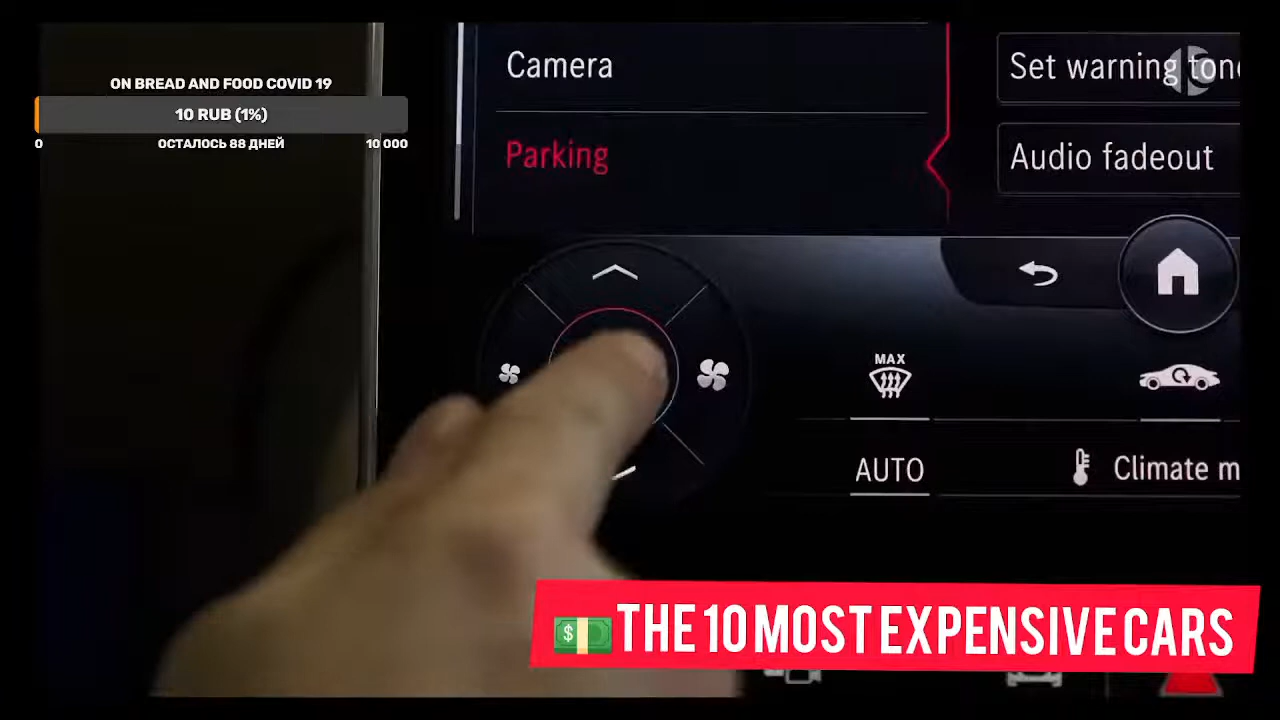 ON BREAD AND FOOD COVID 19
10 RUB (1%)
0
ОСТАЛОСЬ 88 ДНЕЙ
10 000
Camera
Set warning
Parking
Audio fadeout
MAX
AUTO
Climate
💵 THE 10 MOST EXPENSIVE CARS